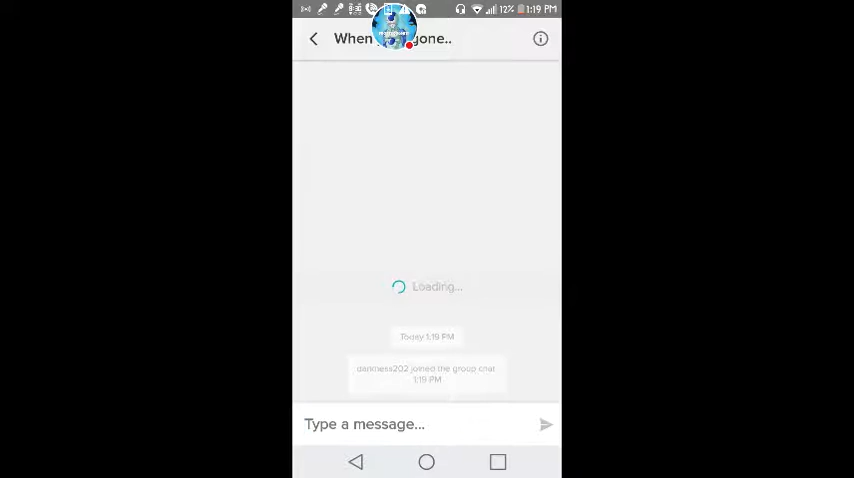 12% 1:19 PM
When gone..
Loading...
Today 1:19 PM
darkness202 joined the group chat
1:19 PM
Type a message...